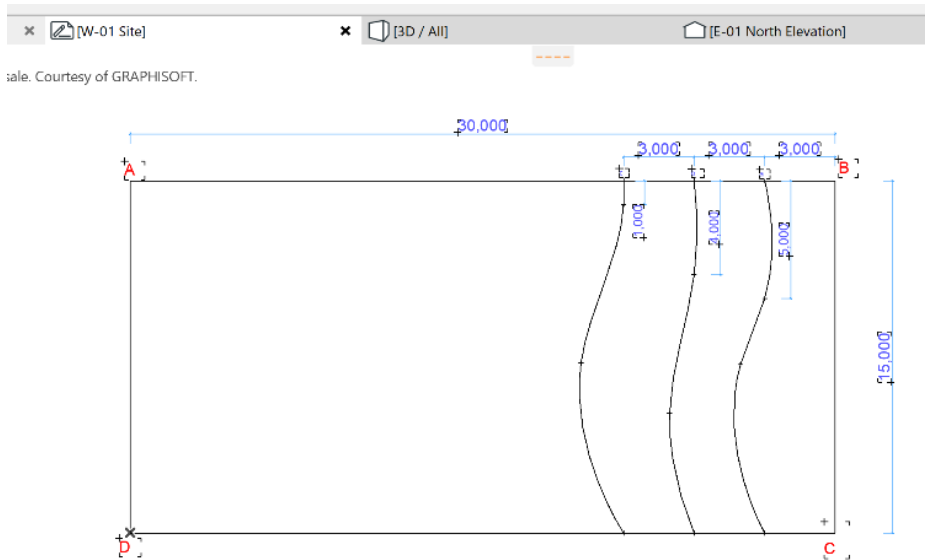 [W-01 Site]
[3D / All]
[E-01 North Elevation]
sale. Courtesy of GRAPHISOFT.
30,000
3,000
3,000
3,000
A
B
1,000
4,000
5,000
15,000
D
C